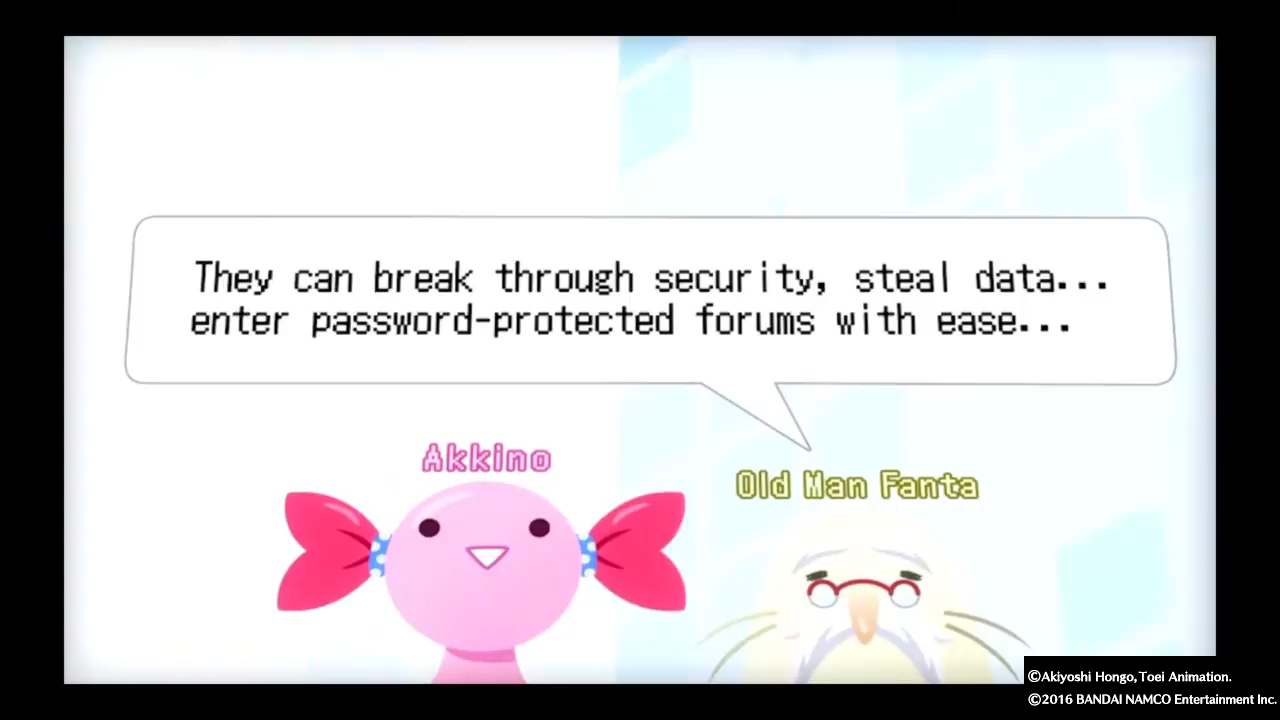 They can break through security, steal data...
enter password-protected forums with ease...
Akkino
Old Man Fanta
©Akiyoshi Hongo, Toei Animation.
©2016 BANDAI NAMCO Entertainment Inc.